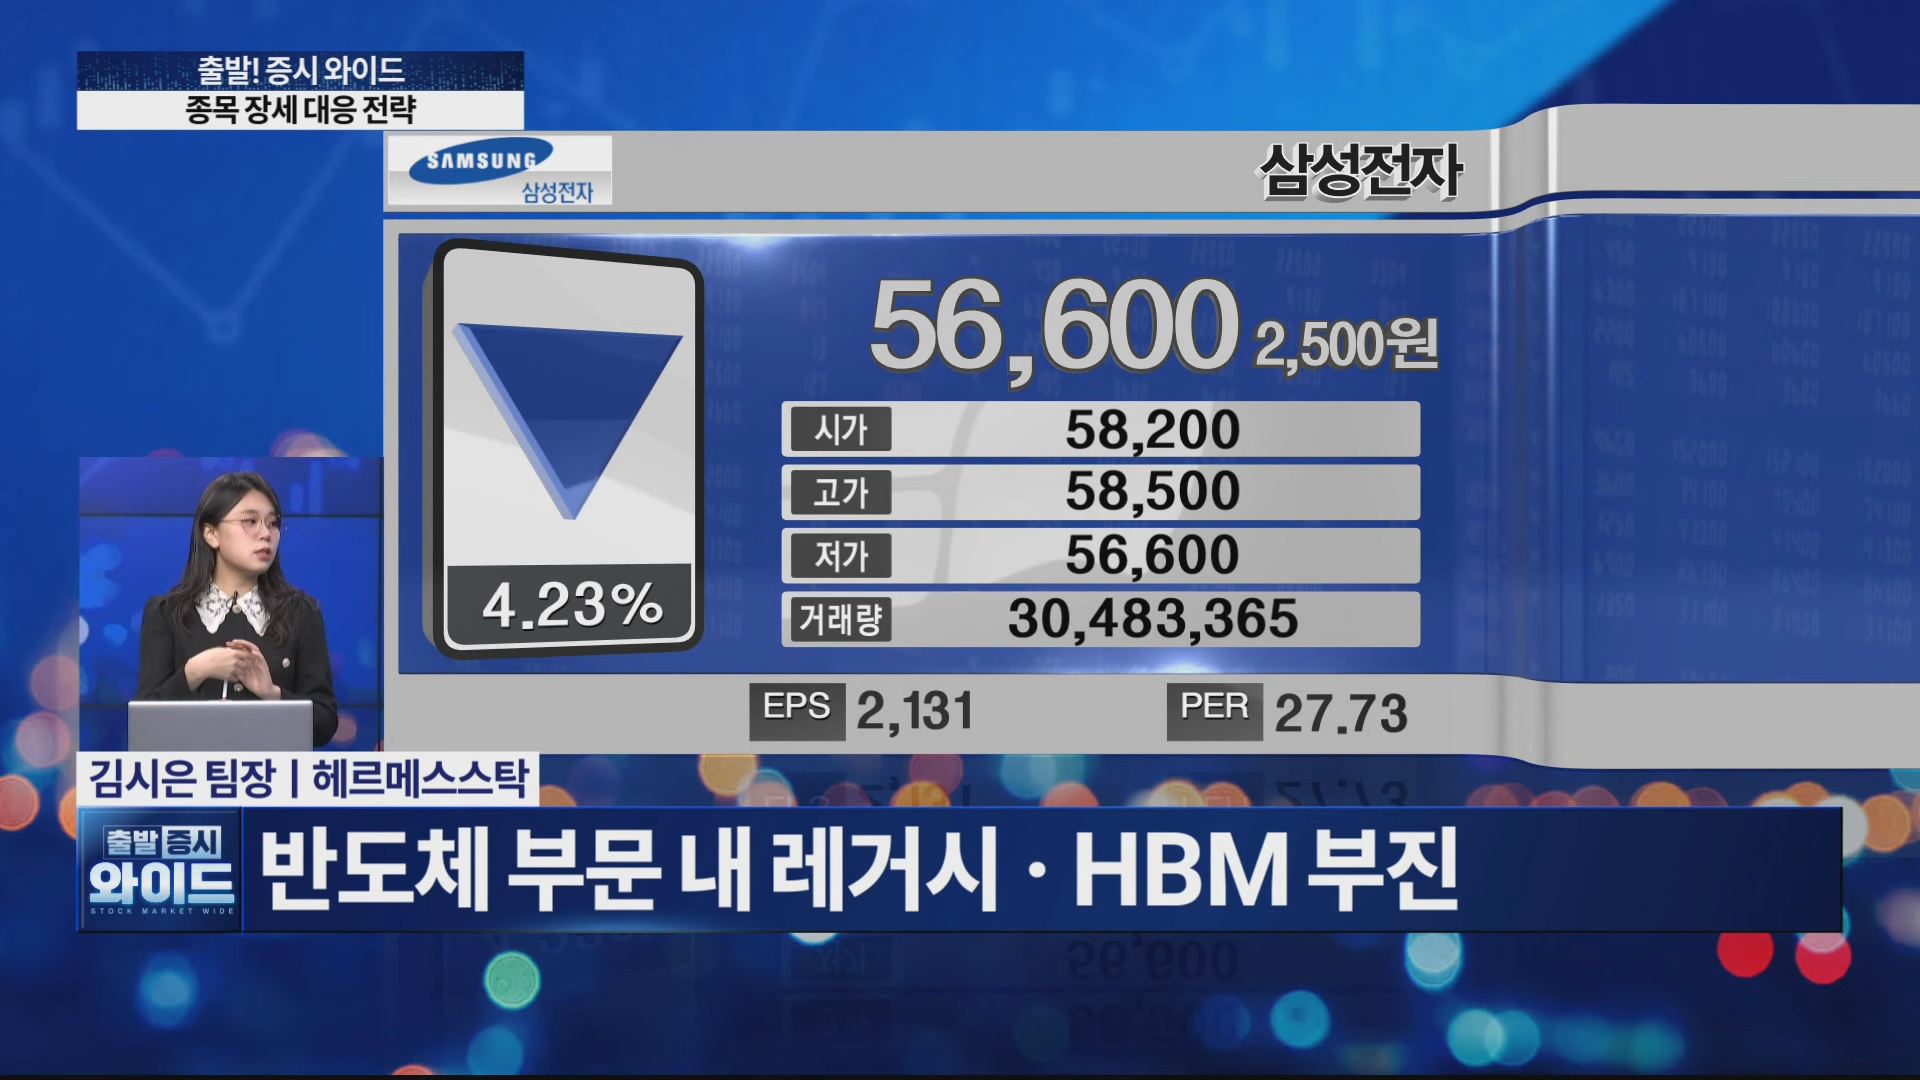 출발! 증시 와이드
종목 장세 대응 전략
SAMSUNG
삼성전자
삼성전자
56,600 2,500원
시가 58,200
고가 58,500
저가 56,600
거래량 30,483,365
4.23%
EPS 2,131 PER 27.73
김시은 팀장 | 헤르메스스탁
출발 증시
와이드
STOCK MARKET WIDE
반도체 부문 내 레거시 · HBM 부진